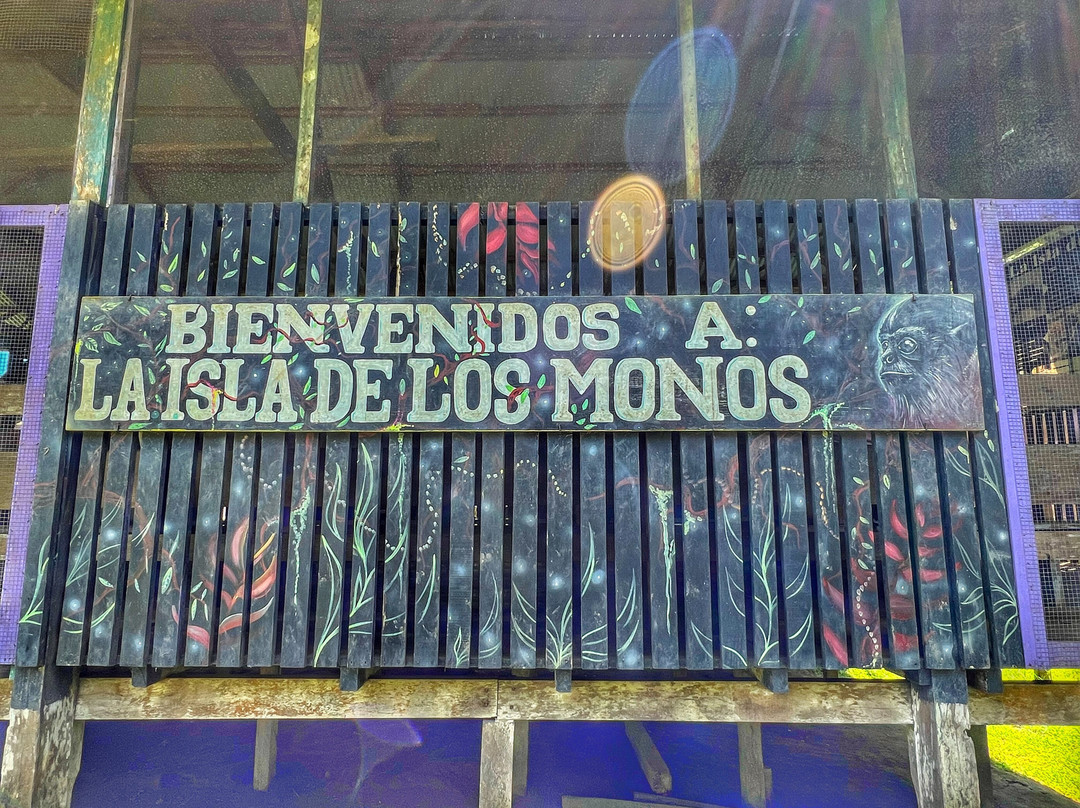 BIENVENIDOS A:
LA ISLA DE LOS MONOS